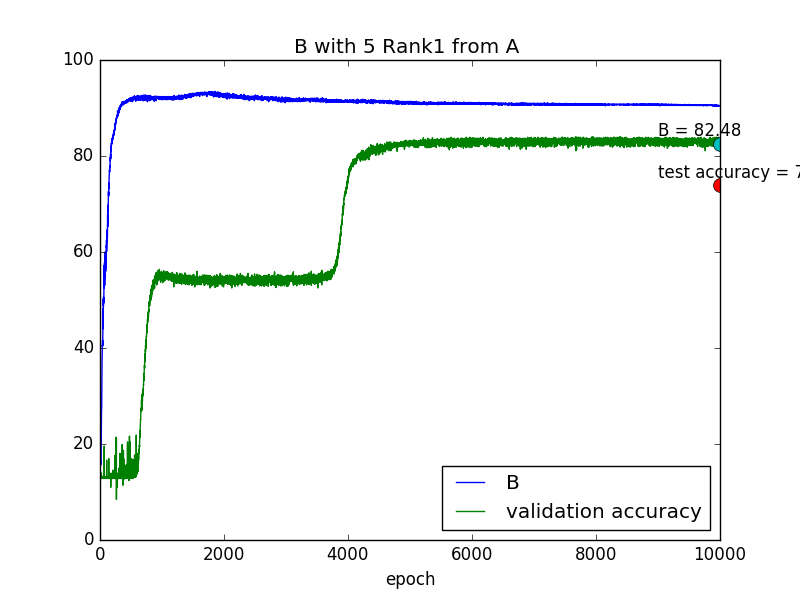 B with 5 Rank1 from A
100
80
60
40
20
0
B = 82.48
test accuracy = 7
B
validation accuracy
0 2000 4000 6000 8000 10000
epoch